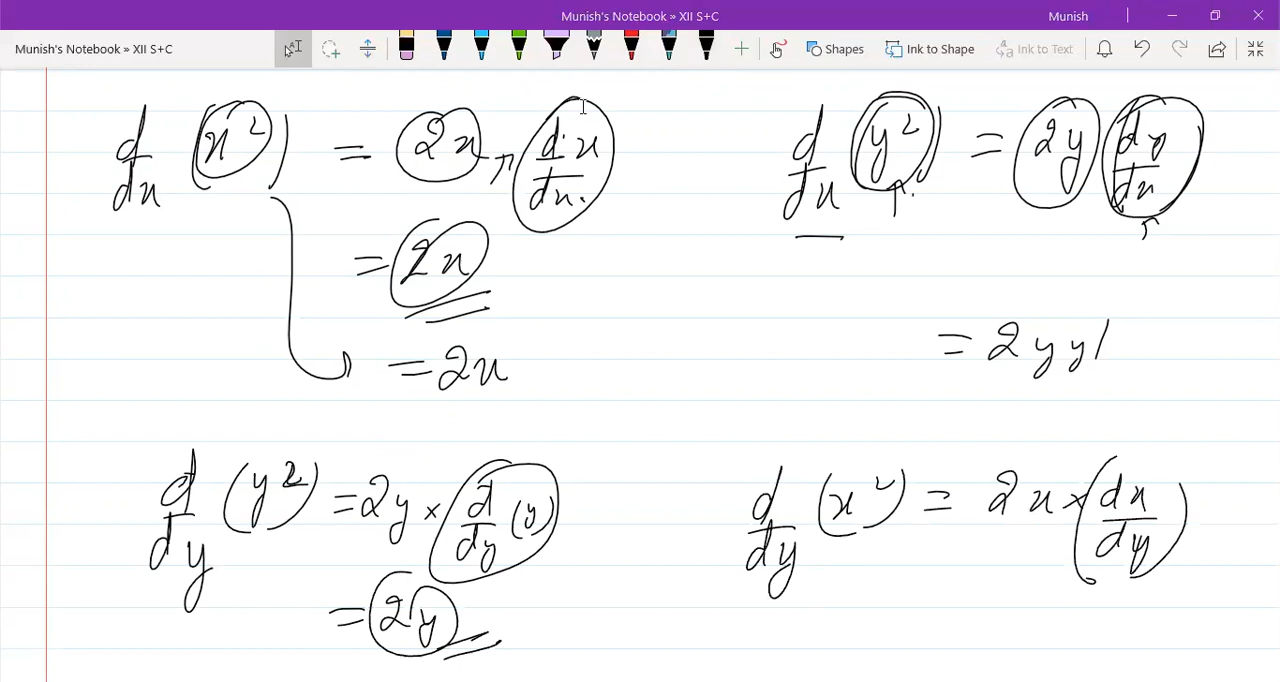 Munish's Notebook » XII S+C
Munish
Munish's Notebook » XII S+C
Shapes
Ink to Shape
Ink to Text
d/dx (x²) = 2x · dx/dx
= 2x
= 2x
d/dx (y²) = 2y dy/dx
= 2yy'
d/dy (y²) = 2y × d/dy (y)
= 2y
d/dy (x²) = 2x × (dx/dy)